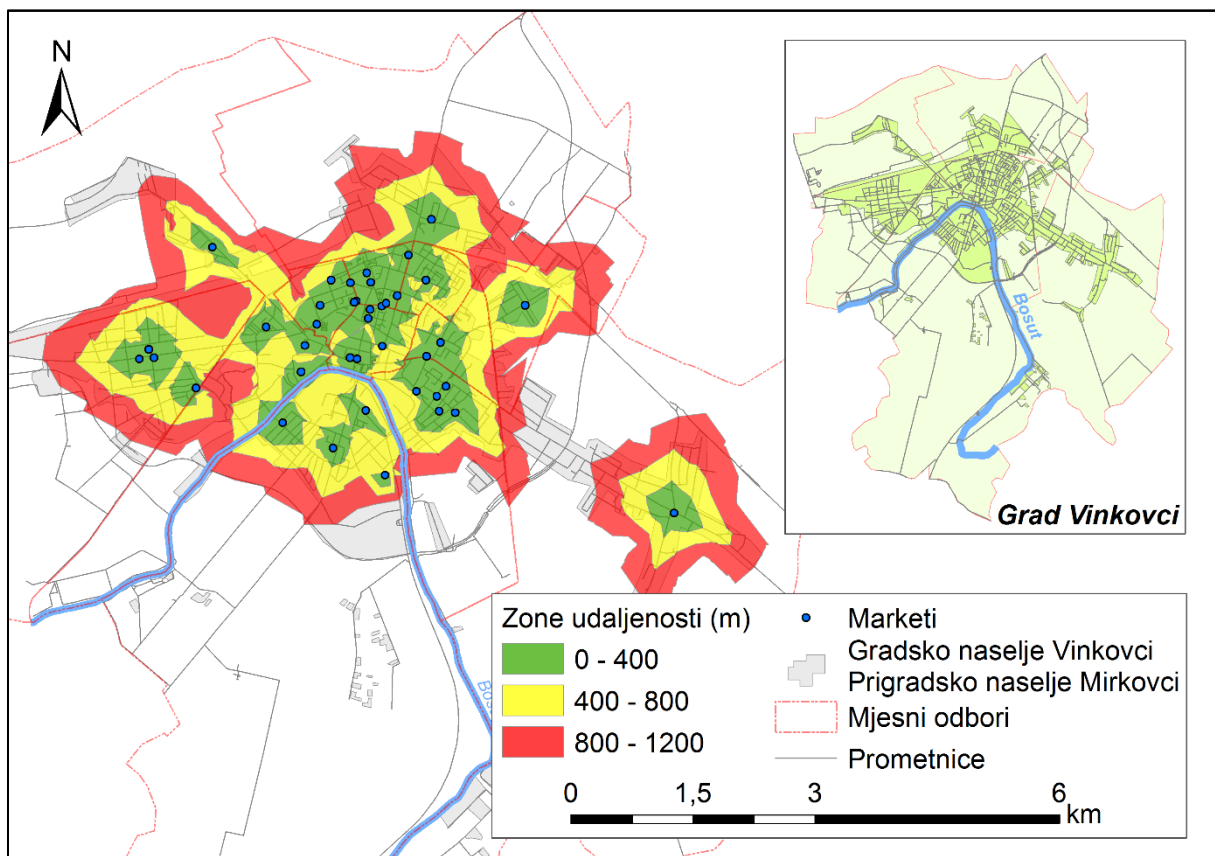 N
Bosut
Grad Vinkovci
Zone udaljenosti (m)
0 - 400
400 - 800
800 - 1200
Marketi
Gradsko naselje Vinkovci
Prigradsko naselje Mirkovci
Mjesni odbori
Prometnice
0 1,5 3 6
km